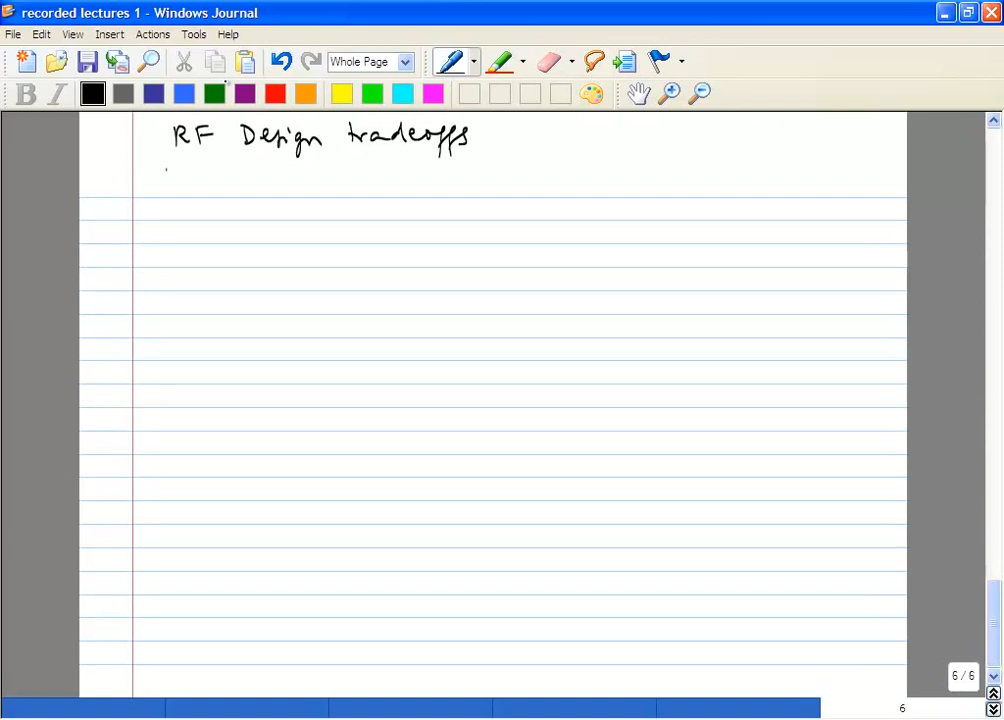 recorded lectures 1 - Windows Journal
File Edit View Insert Actions Tools Help
Whole Page
B I
RF Design tradeoffs
6 / 6
6